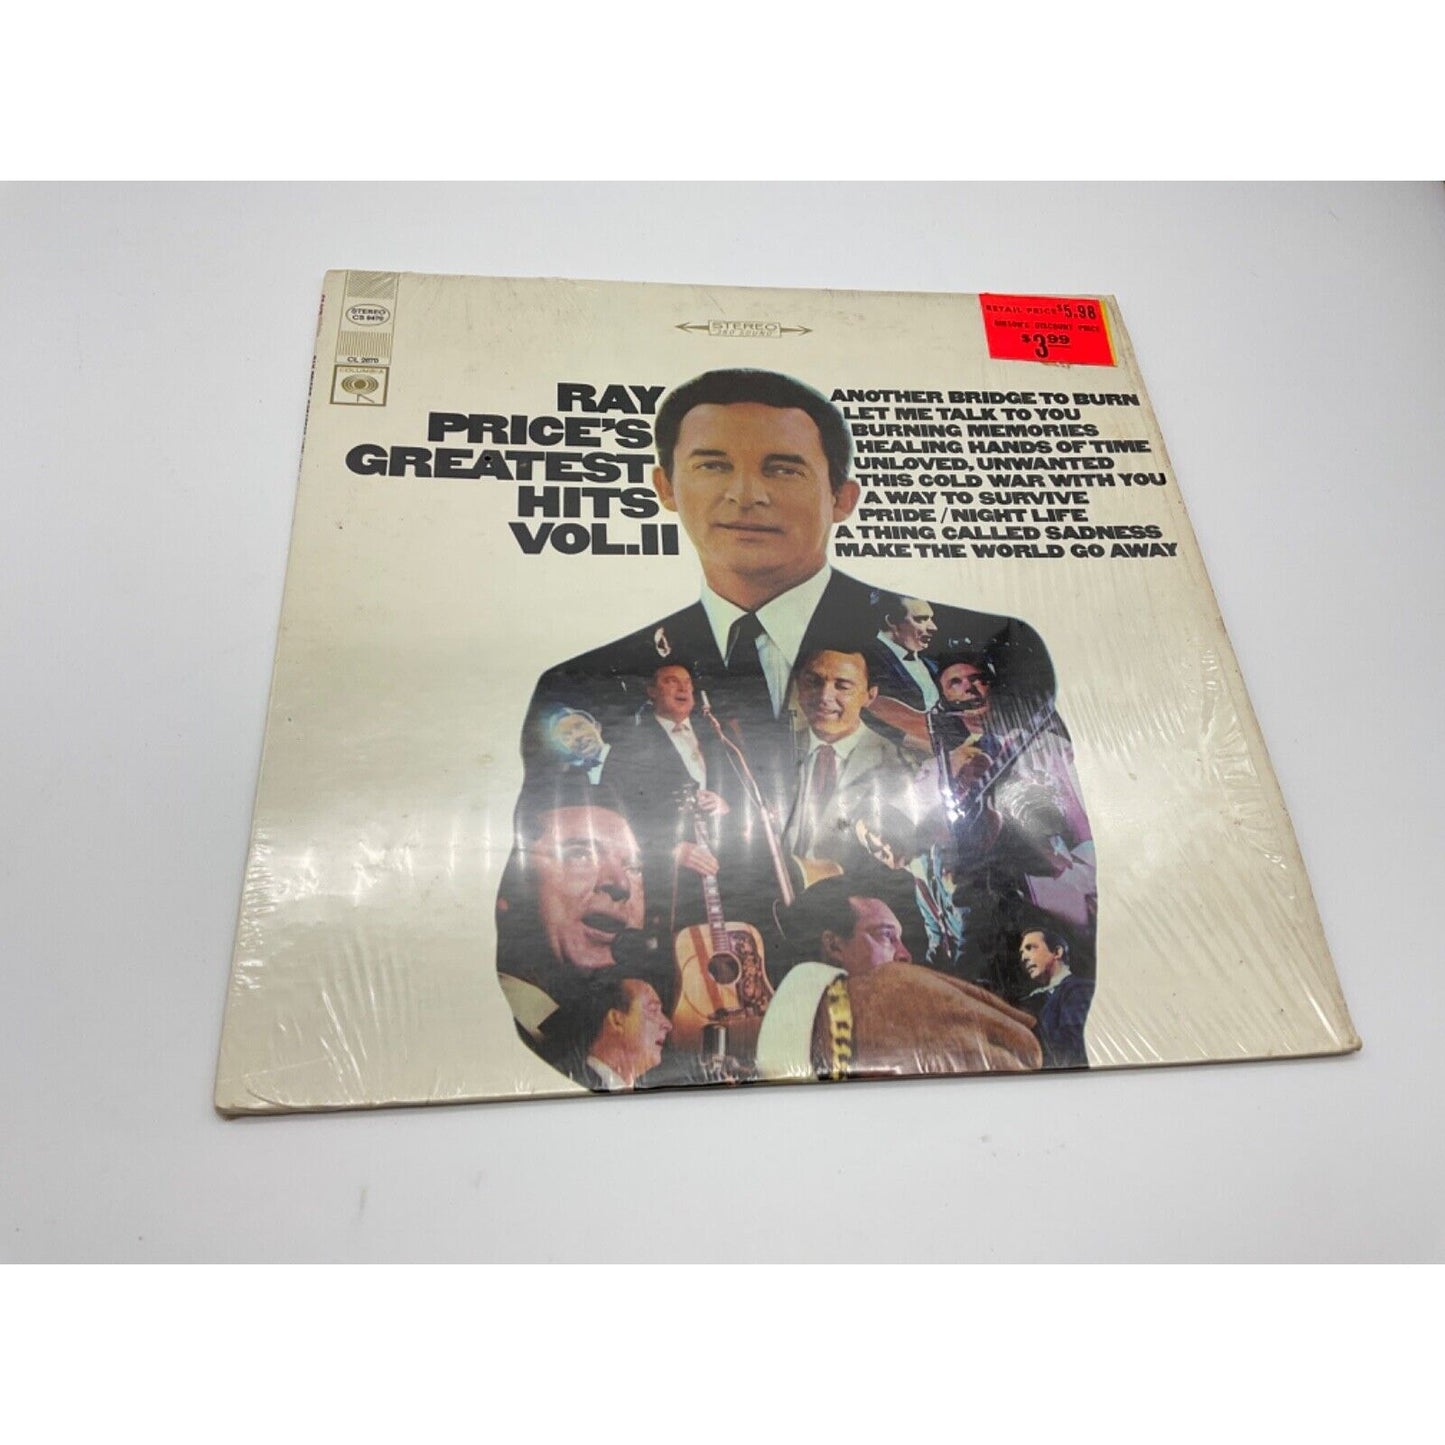 STEREO
CS 9470
CL 2670
COLUMBIA
STEREO
360 SOUND
RETAIL PRICE $5.98
GIBSON'S DISCOUNT PRICE
$3.99
RAY
PRICE'S
GREATEST
HITS
VOL.II
ANOTHER BRIDGE TO BURN
LET ME TALK TO YOU
BURNING MEMORIES
HEALING HANDS OF TIME
UNLOVED, UNWANTED
THIS COLD WAR WITH YOU
A WAY TO SURVIVE
PRIDE/NIGHT LIFE
A THING CALLED SADNESS
MAKE THE WORLD GO AWAY